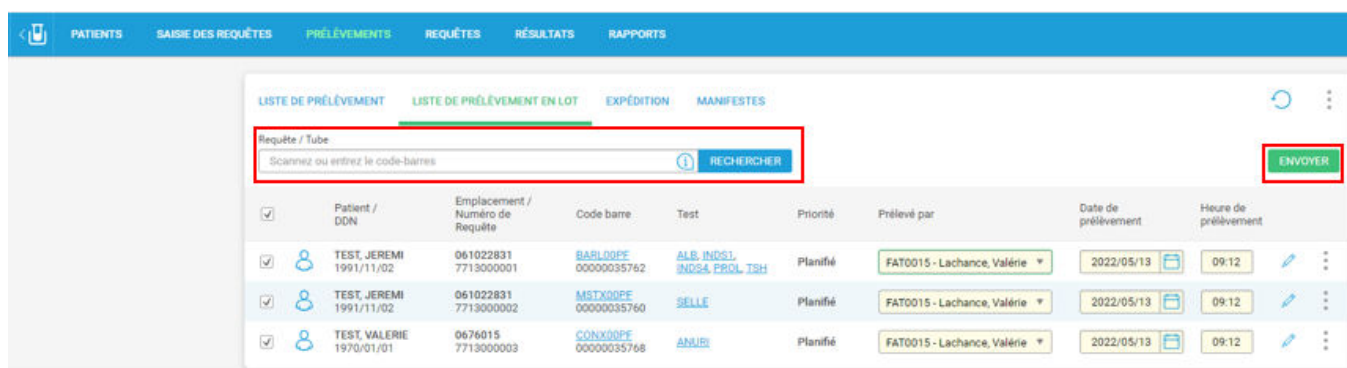 PATIENTS SAISIE DES REQUÊTES PRÉLÈVEMENTS REQUÊTES RÉSULTATS RAPPORTS
LISTE DE PRÉLÈVEMENT LISTE DE PRÉLÈVEMENT EN LOT EXPÉDITION MANIFESTES
Requête / Tube
Scannez ou entrez le code-barres RECHERCHER ENVOYER
Patient / DDN Emplacement / Numéro de Requête Code barre Test Priorité Prélevé par Date de prélèvement Heure de prélèvement
TEST, JEREMI 061022831 BARL00PF ALB, INDS1, Planifié FAT0015 - Lachance, Valérie 2022/05/13 09:12
1991/11/02 7713000001 00000035762 INDS4, PROL, TSH
TEST, JEREMI 061022831 MSTX00PF SELLE Planifié FAT0015 - Lachance, Valérie 2022/05/13 09:12
1991/11/02 7713000002 00000035760
TEST, VALERIE 0676015 CONX00PF ANURI Planifié FAT0015 - Lachance, Valérie 2022/05/13 09:12
1970/01/01 7713000003 00000035768